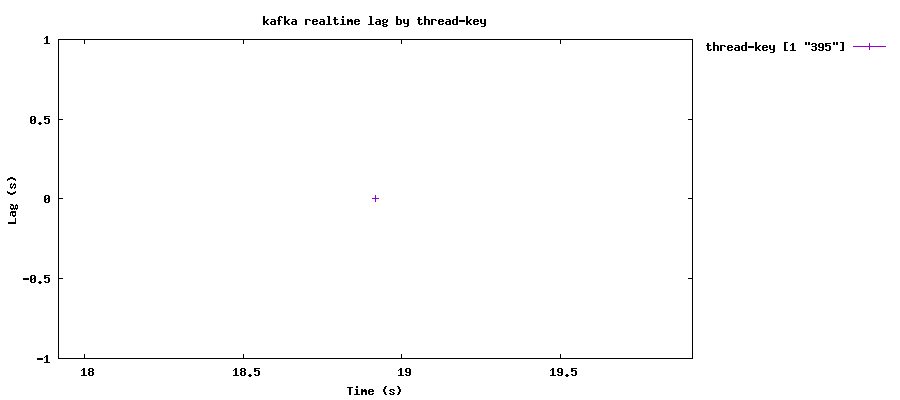 kafka realtime lag by thread-key
thread-key [1 "395"]
1
0.5
0
-0.5
-1
Lag (s)
18
18.5
19
19.5
Time (s)